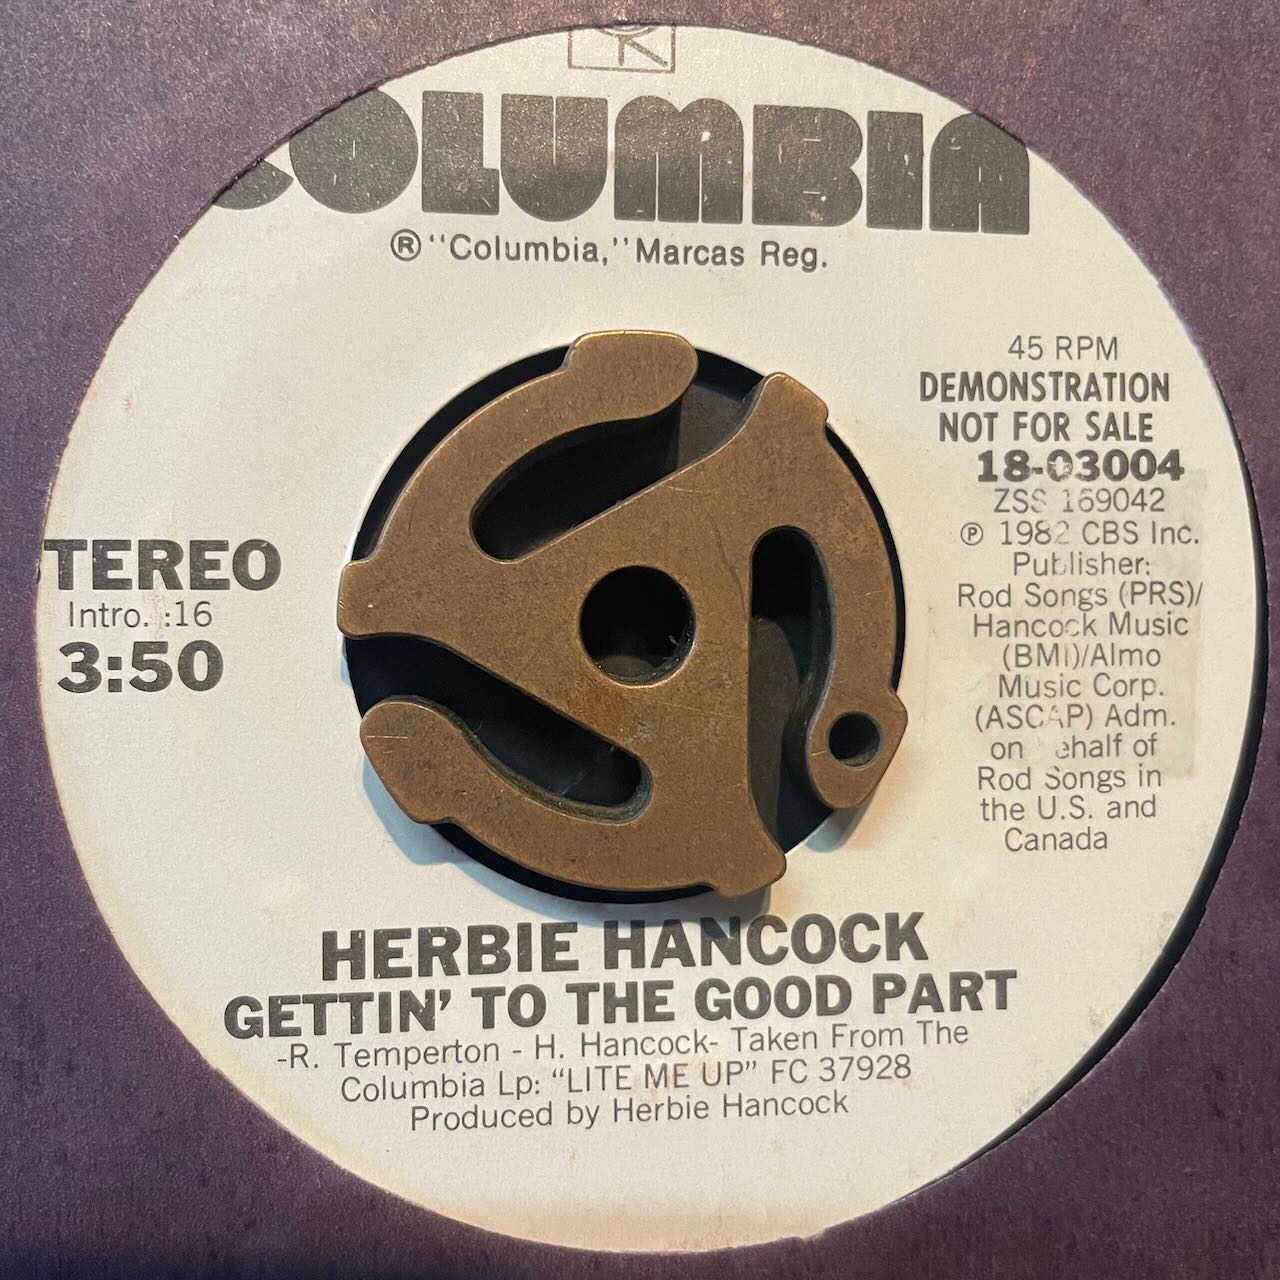 COLUMBIA
® "Columbia," Marcas Reg.
45 RPM
DEMONSTRATION
NOT FOR SALE
18-03004
ZSS 169042
℗ 1982 CBS Inc.
Publisher:
Rod Songs (PRS)/
Hancock Music
(BMI)/Almo
Music Corp.
(ASCAP) Adm.
on behalf of
Rod Songs in
the U.S. and
Canada
TEREO
Intro. :16
3:50
HERBIE HANCOCK
GETTIN' TO THE GOOD PART
-R. Temperton - H. Hancock- Taken From The
Columbia Lp: "LITE ME UP" FC 37928
Produced by Herbie Hancock